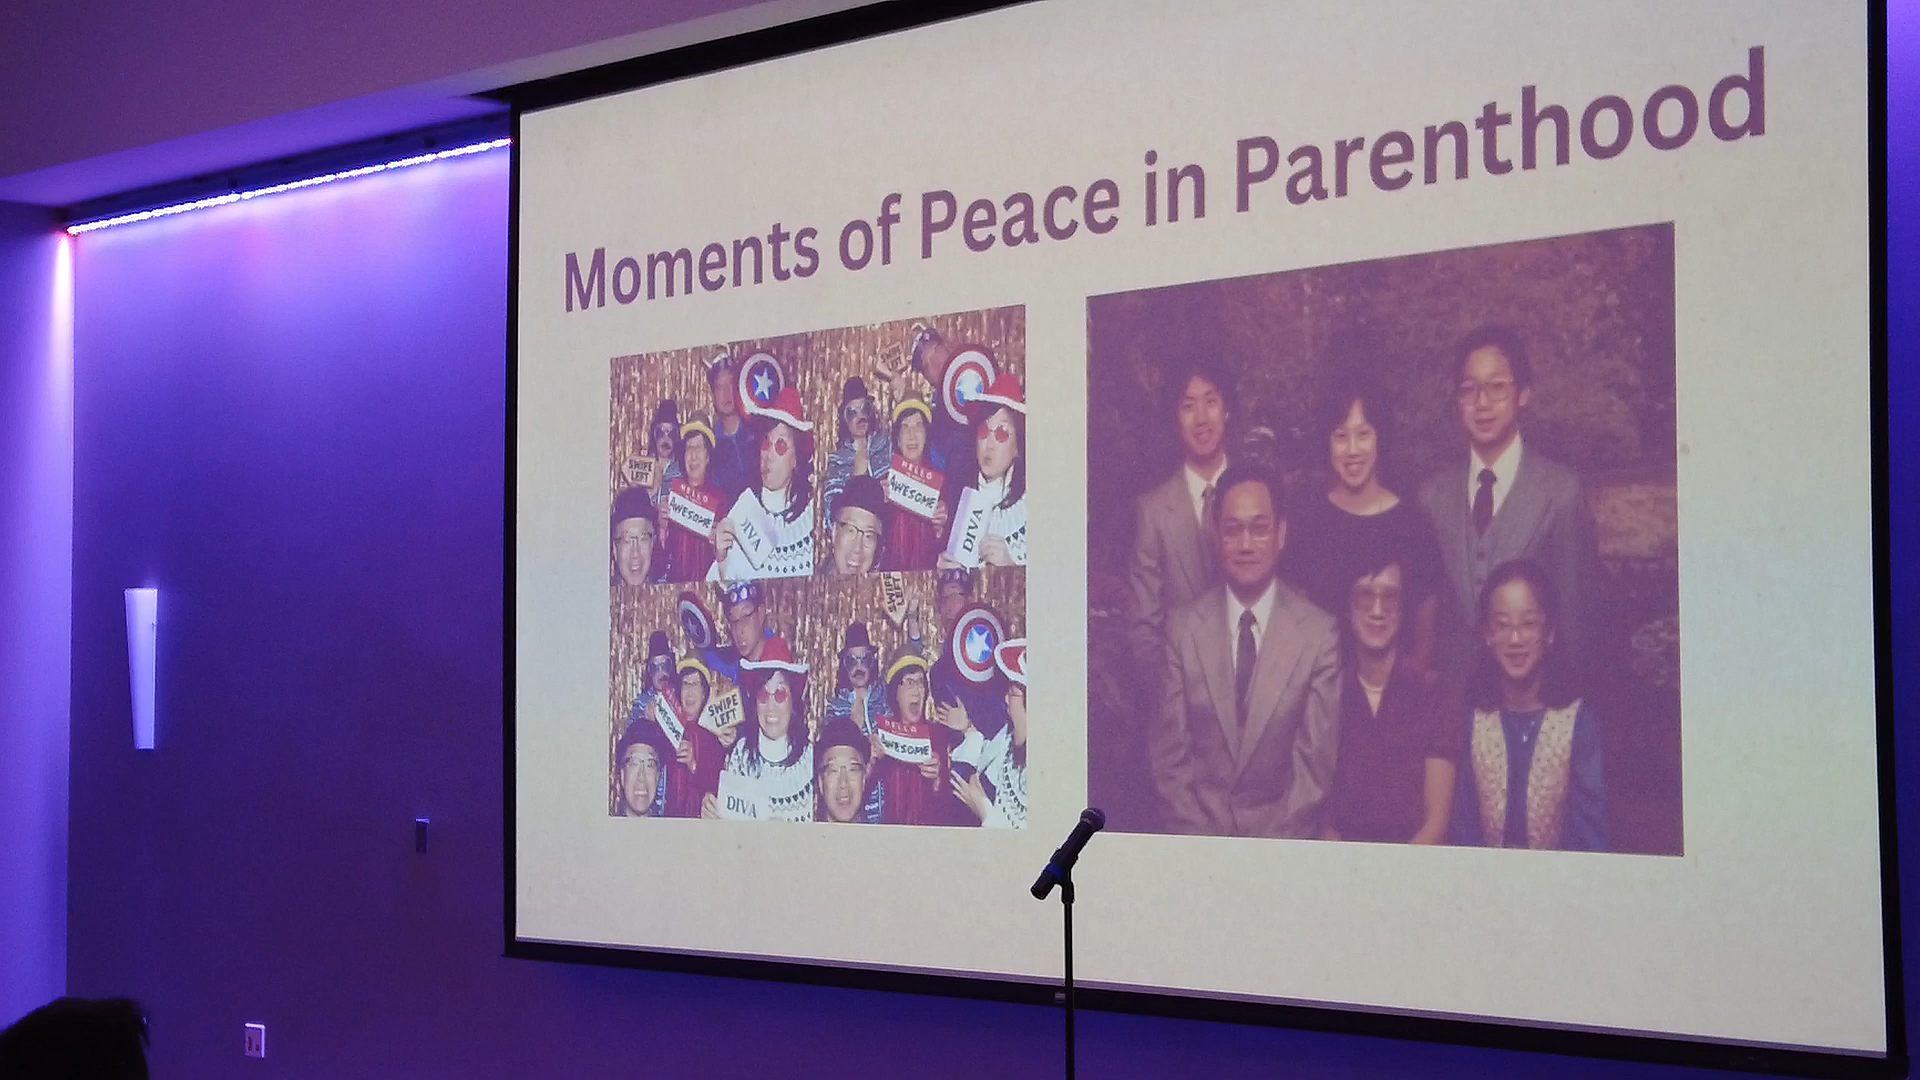 Moments of Peace in Parenthood
SWIPE
LEFT
HELLO
AWESOME
DIVA
SWIPE
LEFT
HELLO
AWESOME
DIVA
AWESOME
SWIPE
LEFT
DIVA
SWIPE
LEFT
HELLO
AWESOME